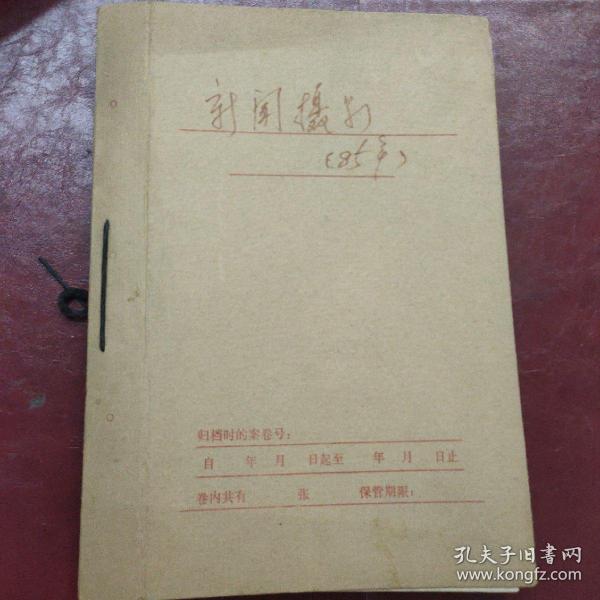 新闻摄影
(85年)
归档时的案卷号：
自 年 月 日起至 年 月 日止
卷内共有 张 保管期限：
孔夫子旧书网
www.kongfz.com